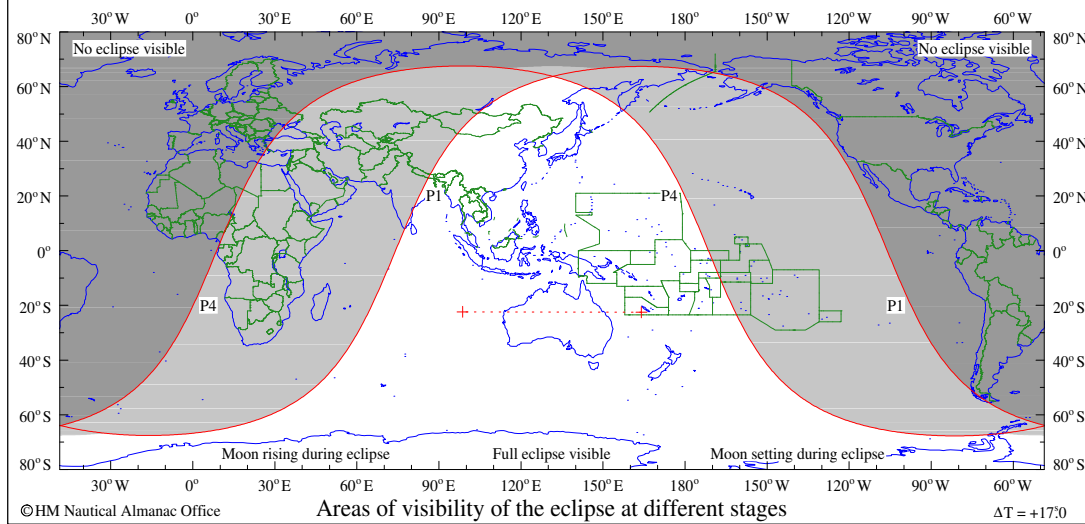 30° W 0° 30° E 60° E 90° E 120° E 150° E 180° 150° W 120° W 90° W 60° W
80° N 80° N
No eclipse visible No eclipse visible
60° N 60° N
40° N 40° N
20° N P1 P4 20° N
0° 0°
20° S P4 P1 20° S
40° S 40° S
60° S 60° S
Moon rising during eclipse Full eclipse visible Moon setting during eclipse
80° S 80° S
30° W 0° 30° E 60° E 90° E 120° E 150° E 180° 150° W 120° W 90° W 60° W
© HM Nautical Almanac Office Areas of visibility of the eclipse at different stages ΔT = +17ˢ.0